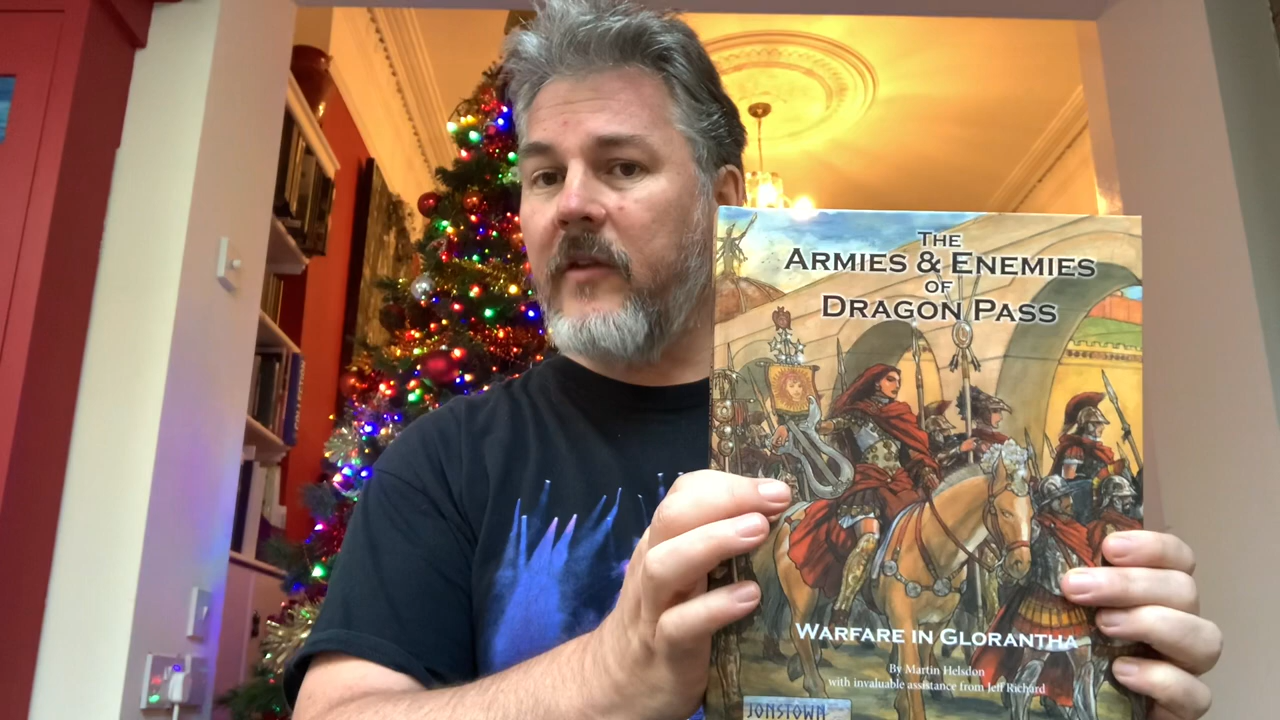 THE
ARMIES & ENEMIES
OF
DRAGON PASS
WARFARE IN GLORANTHA
By Martin Helsdon
with invaluable assistance from Jeff Richard
JONSTOWN